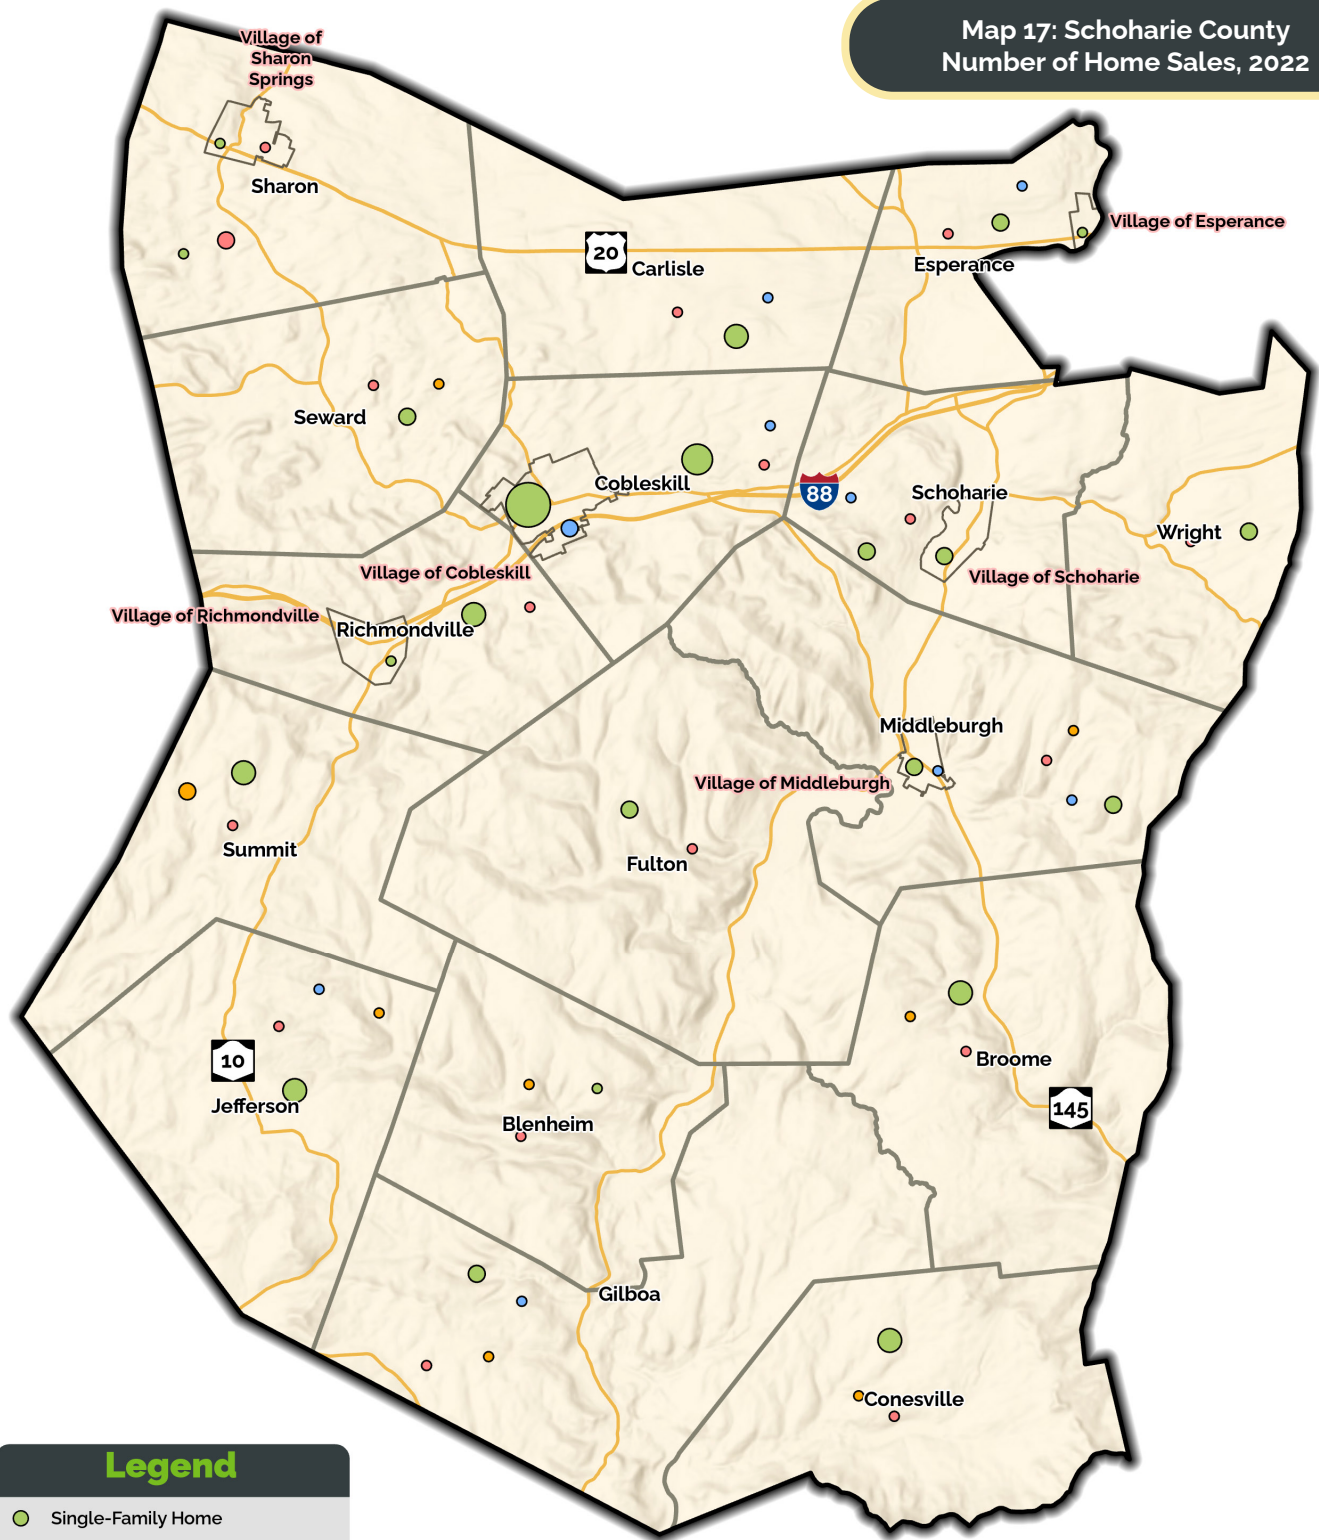 Map 17: Schoharie County
Number of Home Sales, 2022
Village of
Sharon
Springs
Sharon
Village of Esperance
20
Carlisle
Esperance
Seward
Cobleskill
88
Schoharie
Wright
Village of Cobleskill
Village of Schoharie
Village of Richmondville
Richmondville
Middleburgh
Village of Middleburgh
Summit
Fulton
10
Broome
Jefferson
145
Blenheim
Gilboa
Conesville
Legend
Single-Family Home